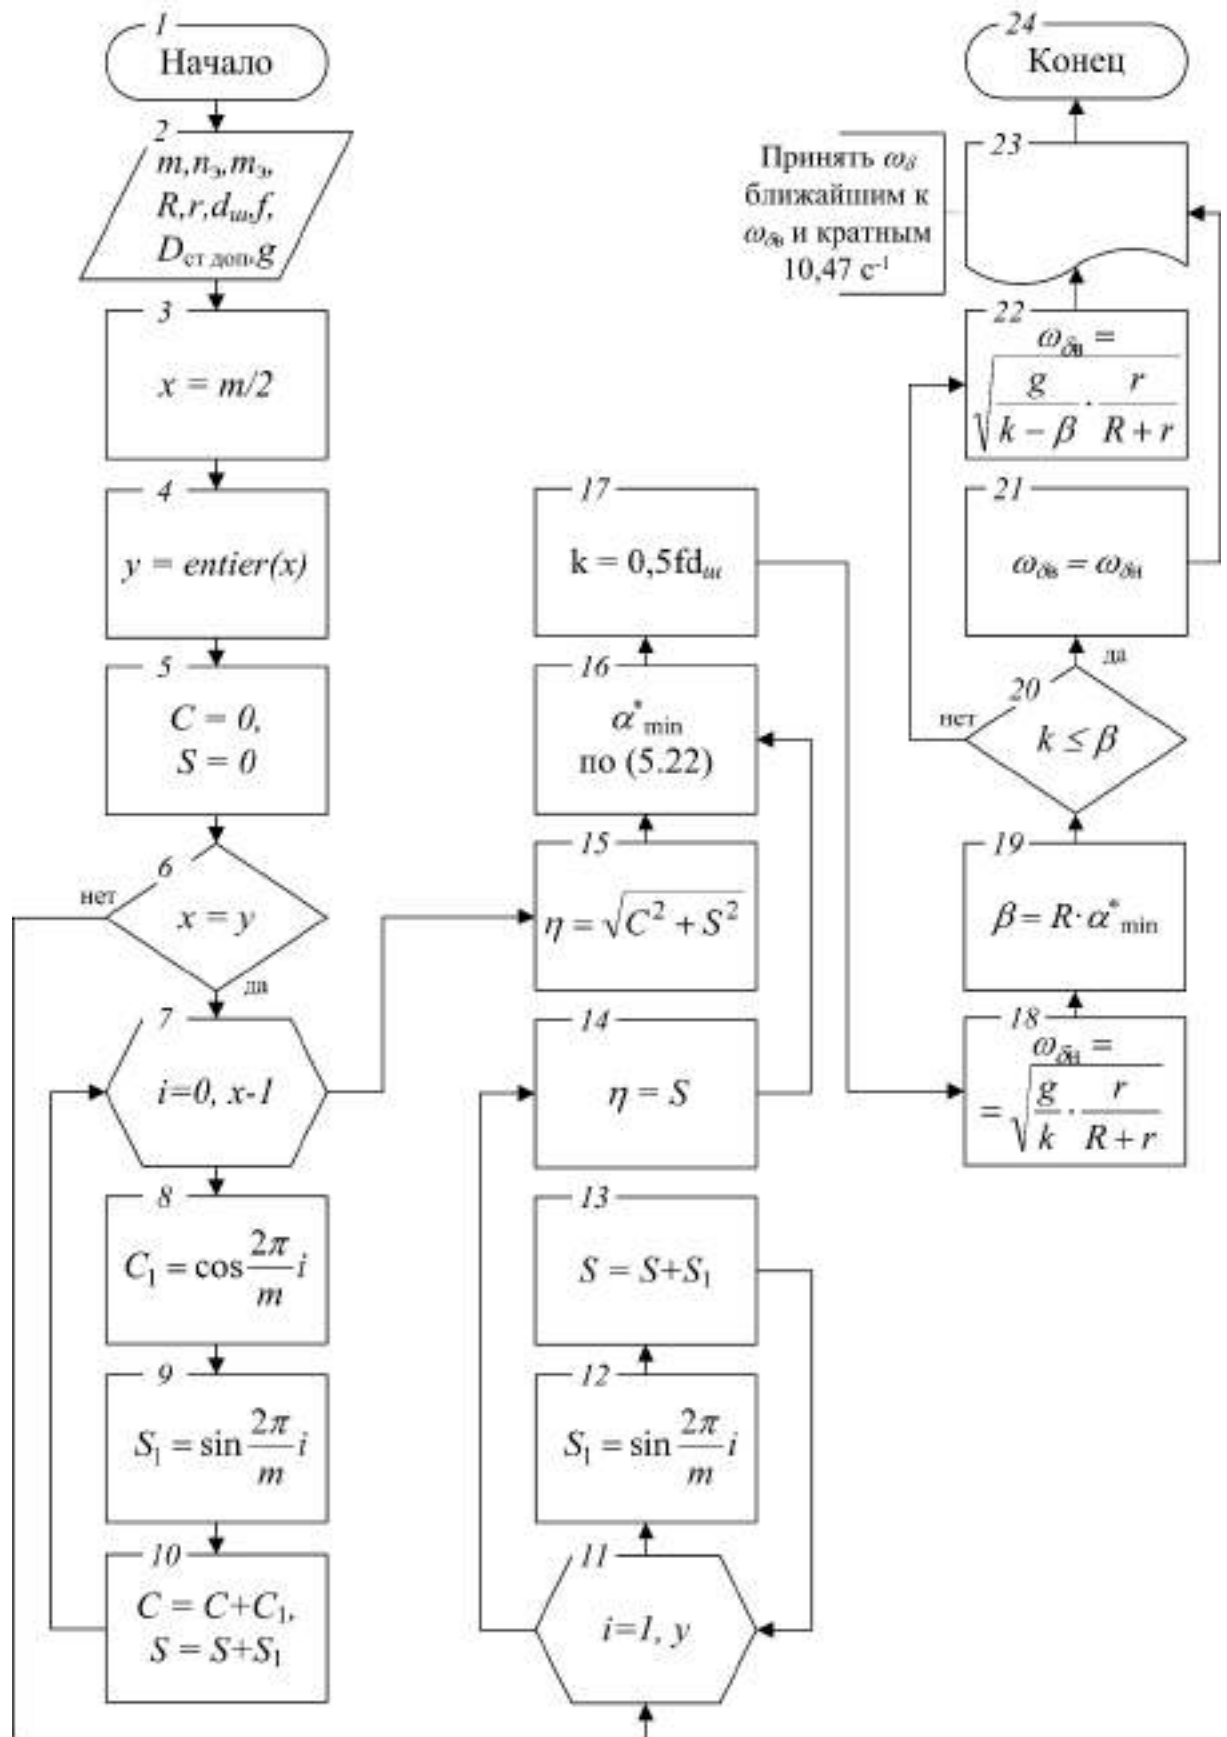 1
Начало
2
m, nэ, mэ,
R, r, dш, f,
Dст доп, g
3
x = m/2
4
y = entier(x)
5
C = 0,
S = 0
6
x = y
нет
да
7
i=0, x-1
8
C₁ = cos 2π/m i
9
S₁ = sin 2π/m i
10
C = C+C₁,
S = S+S₁
11
i=1, y
12
S₁ = sin 2π/m i
13
S = S+S₁
14
η = S
15
η = √(C² + S²)
16
α*min
по (5.22)
17
k = 0,5fdш
18
ωδн =
= √(g/k · r/(R + r))
19
β = R· α*min
20
k ≤ β
нет
да
21
ωδв = ωδн
22
ωδв =
√(g/(k − β) · r/(R + r))
23
Принять ωδ
ближайшим к
ωδв и кратным
10,47 с⁻¹
24
Конец